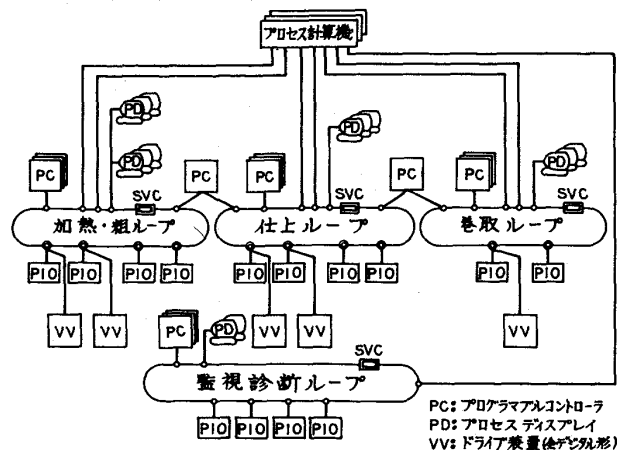 プロセス計算機
PD
PD
PD
PD
PC
PC
PC
PC
PC
SVC
SVC
SVC
加熱・粗ループ
仕上ループ
巻取ループ
PIO
PIO
PIO
PIO
PIO
PIO
PIO
PIO
PIO
PIO
VV
VV
VV
VV
VV
PC
PD
SVC
監視診断ループ
PIO
PIO
PIO
PIO
PC: プログラマブルコントローラ
PD: プロセスディスプレイ
VV: ドライブ装置(全デジタル形)